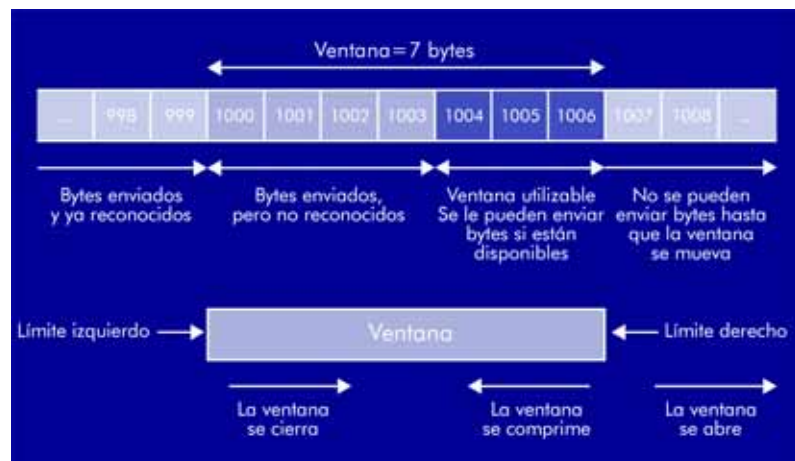 Ventana=7 bytes
... 998 999 1000 1001 1002 1003 1004 1005 1006 1007 1008 ...
Bytes enviados
y ya reconocidos
Bytes enviados,
pero no reconocidos
Ventana utilizable
Se le pueden enviar
bytes si están
disponibles
No se pueden
enviar bytes hasta
que la ventana
se mueva
Límite izquierdo
Ventana
Límite derecho
La ventana
se cierra
La ventana
se comprime
La ventana
se abre